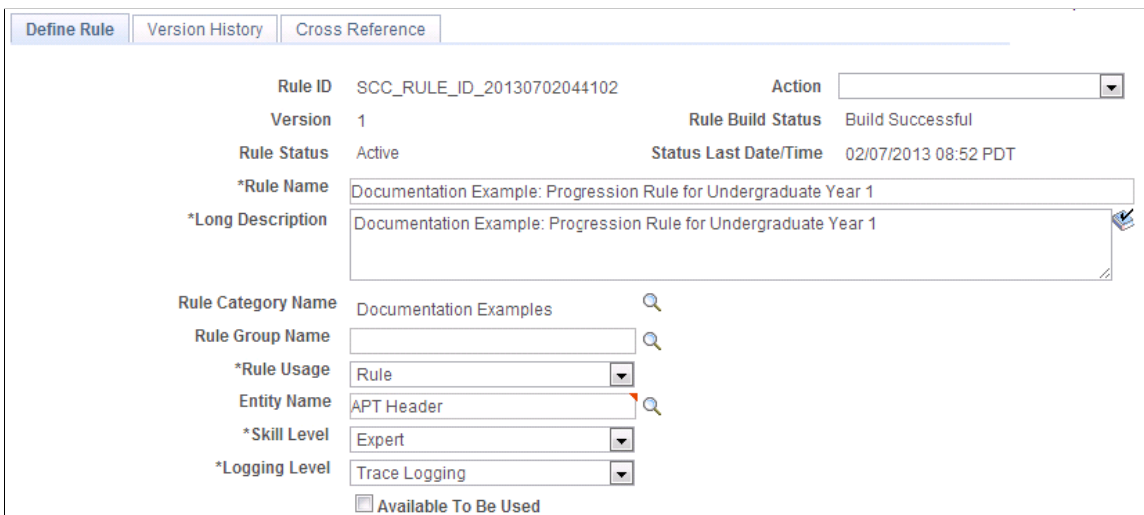 Define Rule Version History Cross Reference
Rule ID SCC_RULE_ID_20130702044102 Action
Version 1 Rule Build Status Build Successful
Rule Status Active Status Last Date/Time 02/07/2013 08:52 PDT
*Rule Name Documentation Example: Progression Rule for Undergraduate Year 1
*Long Description Documentation Example: Progression Rule for Undergraduate Year 1
Rule Category Name Documentation Examples
Rule Group Name
*Rule Usage Rule
Entity Name APT Header
*Skill Level Expert
*Logging Level Trace Logging
Available To Be Used